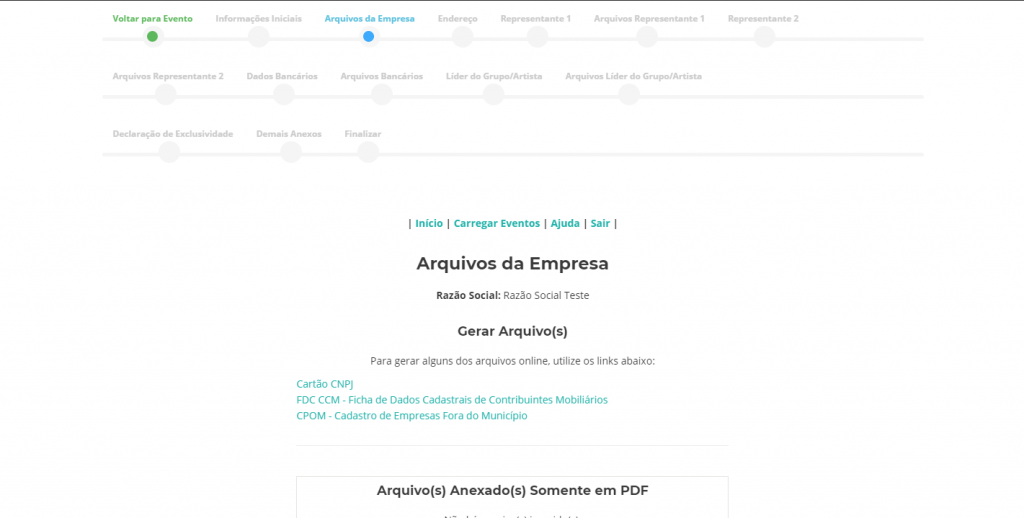 Voltar para Evento Informações Iniciais Arquivos da Empresa Endereço Representante 1 Arquivos Representante 1 Representante 2
Arquivos Representante 2 Dados Bancários Arquivos Bancários Líder do Grupo/Artista Arquivos Líder do Grupo/Artista
Declaração de Exclusividade Demais Anexos Finalizar
| Início | Carregar Eventos | Ajuda | Sair |
Arquivos da Empresa
Razão Social: Razão Social Teste
Gerar Arquivo(s)
Para gerar alguns dos arquivos online, utilize os links abaixo:
Cartão CNPJ
FDC CCM - Ficha de Dados Cadastrais de Contribuintes Mobiliários
CPOM - Cadastro de Empresas Fora do Município
Arquivo(s) Anexado(s) Somente em PDF